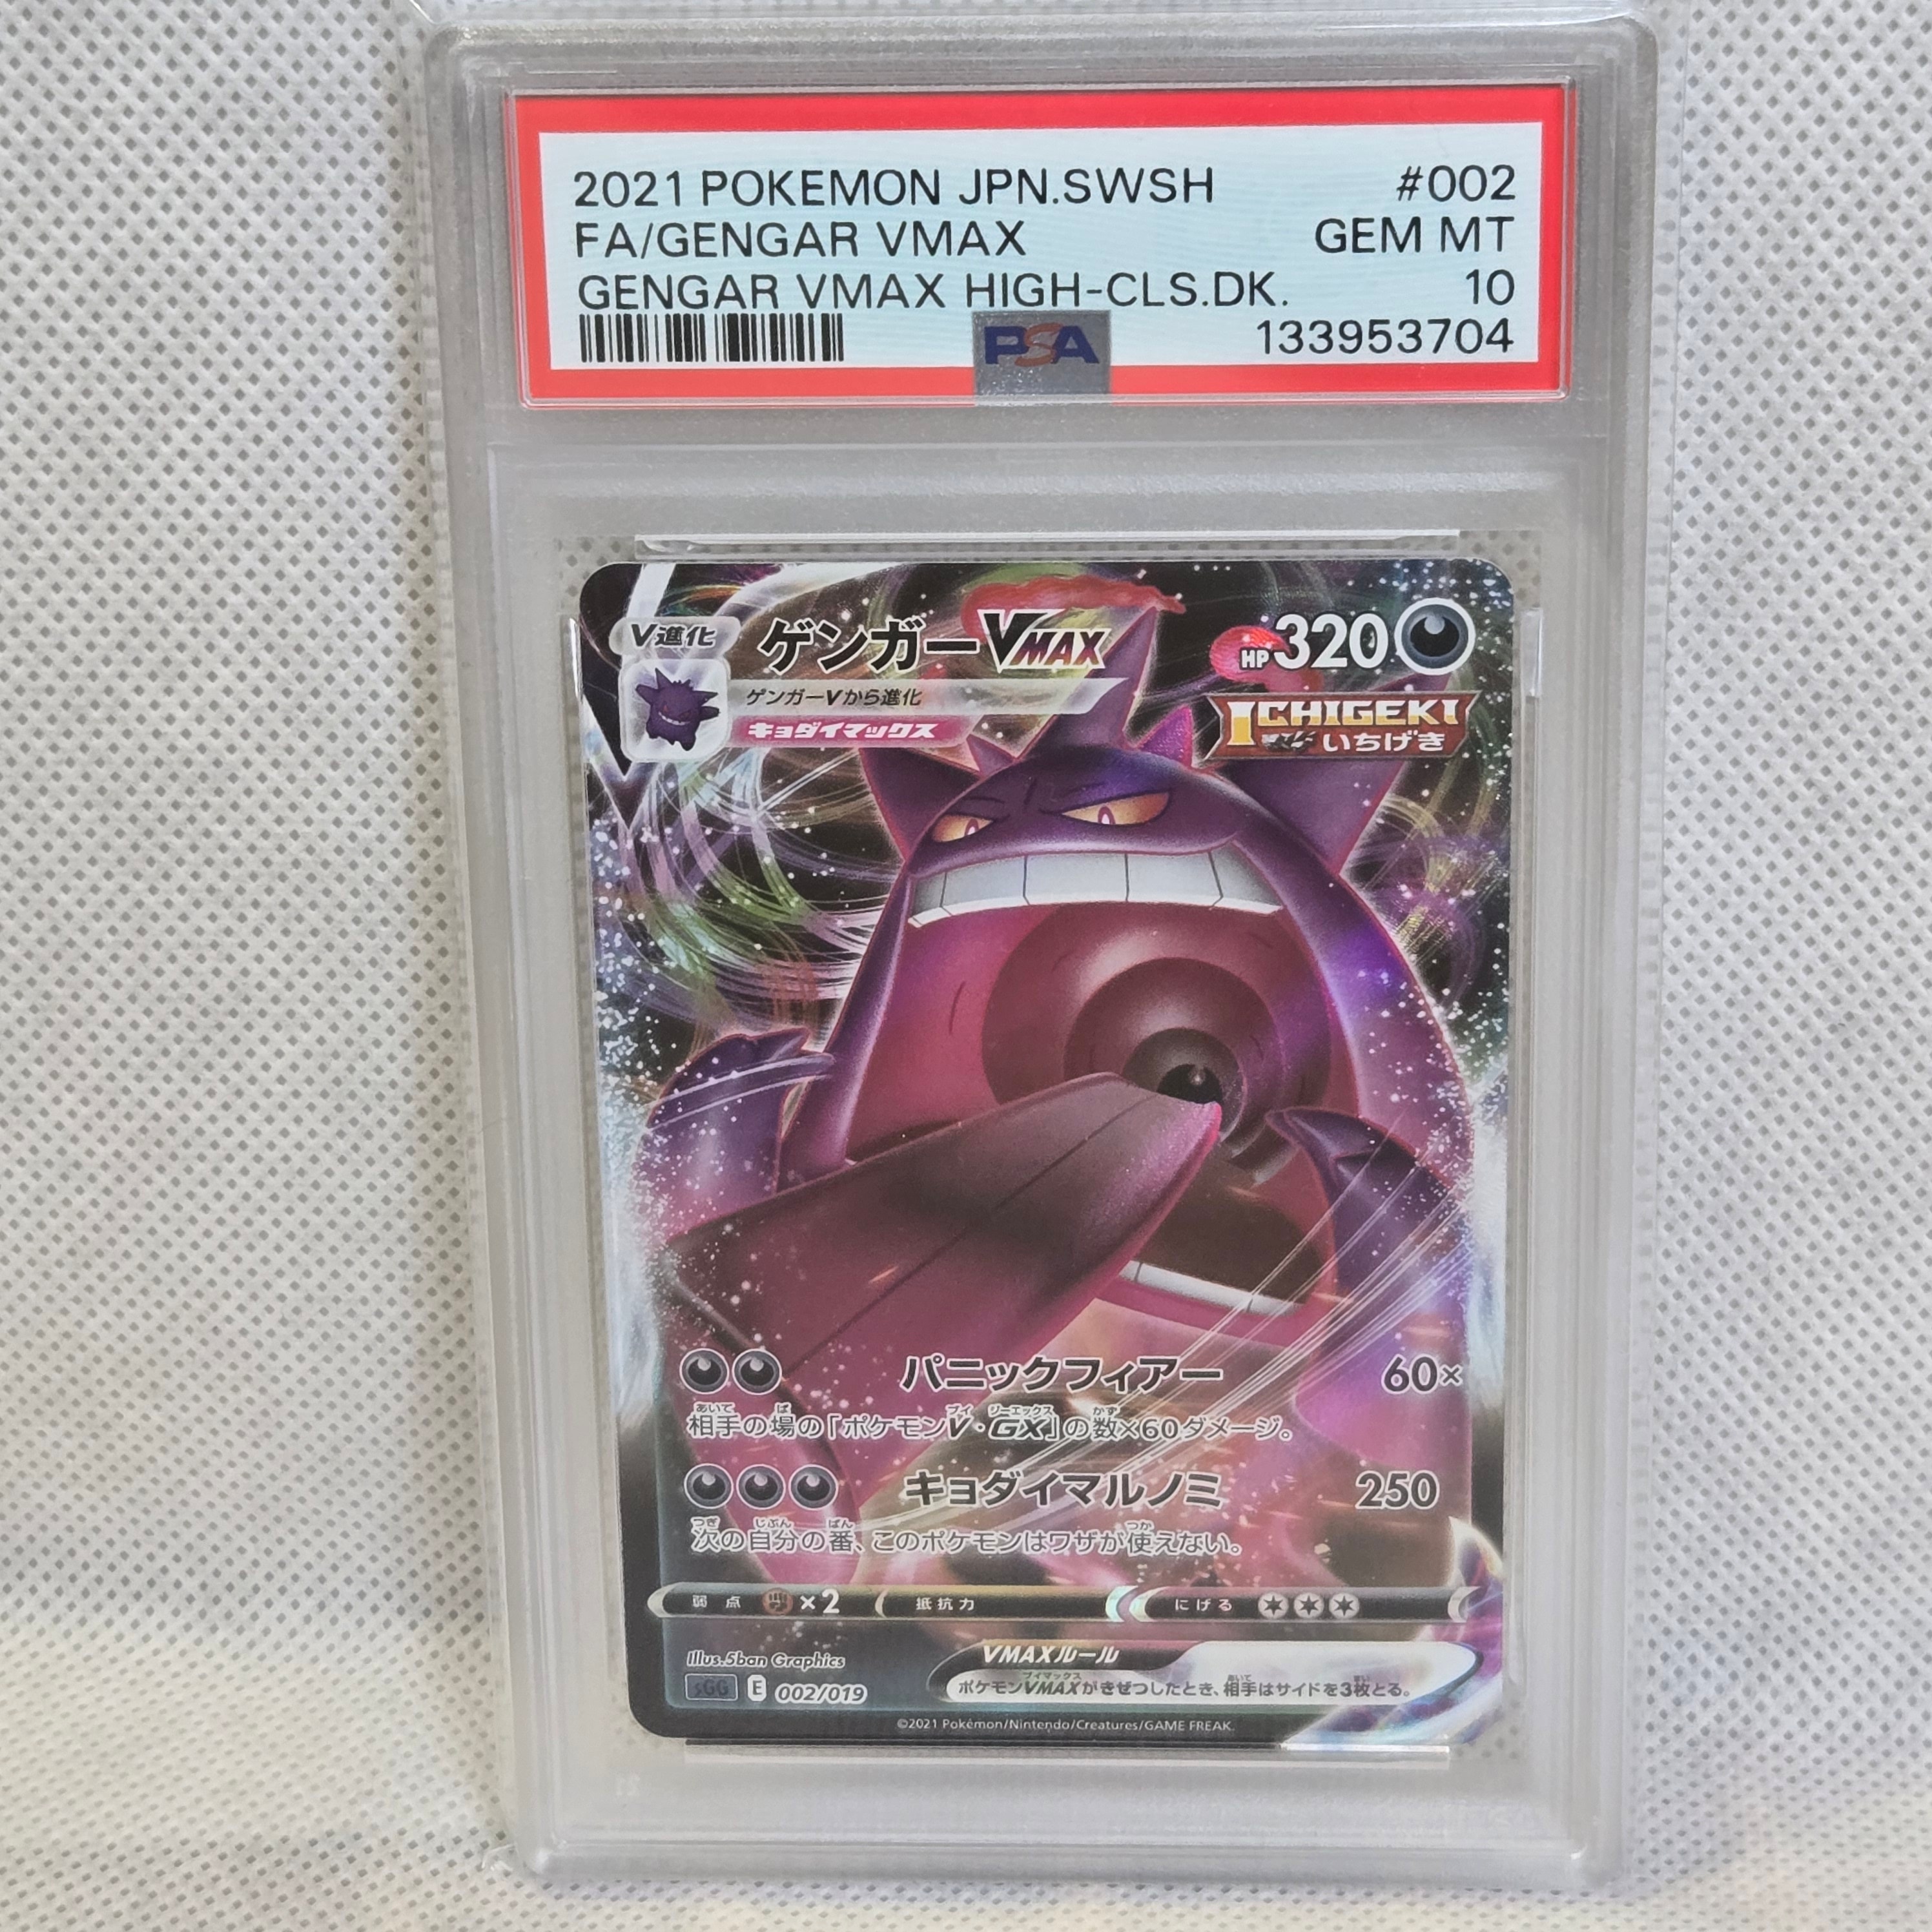 2021 POKEMON JPN.SWSH #002
FA/GENGAR VMAX GEM MT
GENGAR VMAX HIGH-CLS.DK. 10
PSA 133953704
V進化 ゲンガーVMAX HP320
ゲンガーVから進化
キョダイマックス
ICHIGEKI
いちげき
パニックフィアー 60×
相手の場の「ポケモンV・GX」の数×60ダメージ。
キョダイマルノミ 250
次の自分の番、このポケモンはワザが使えない。
弱点 ×2 抵抗力 にげる
Illus.5ban Graphics
VMAXルール
sGG E 002/019
ポケモンVMAXがきぜつしたとき、相手はサイドを3枚とる。
©2021 Pokémon/Nintendo/Creatures/GAME FREAK.